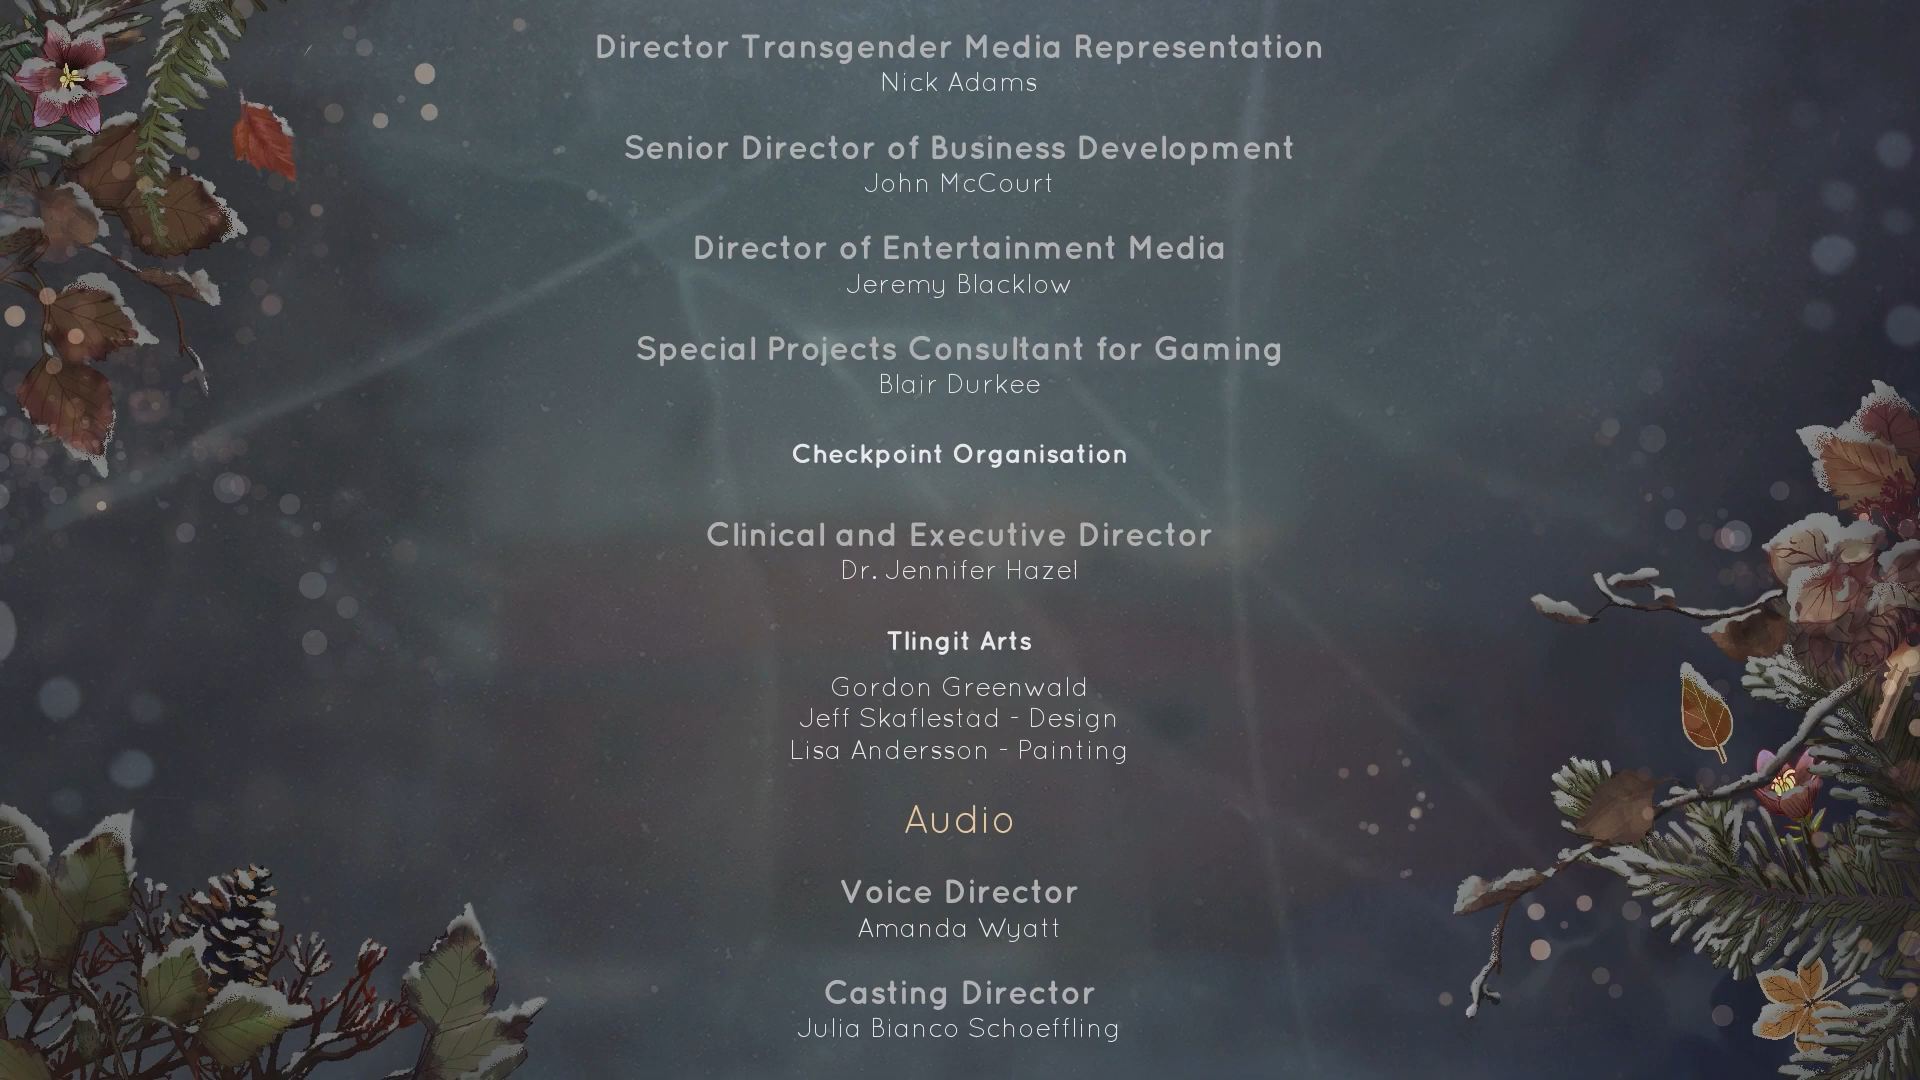 Director Transgender Media Representation
Nick Adams
Senior Director of Business Development
John McCourt
Director of Entertainment Media
Jeremy Blacklow
Special Projects Consultant for Gaming
Blair Durkee
Checkpoint Organisation
Clinical and Executive Director
Dr. Jennifer Hazel
Tlingit Arts
Gordon Greenwald
Jeff Skaflestad - Design
Lisa Andersson - Painting
Audio
Voice Director
Amanda Wyatt
Casting Director
Julia Bianco Schoeffling